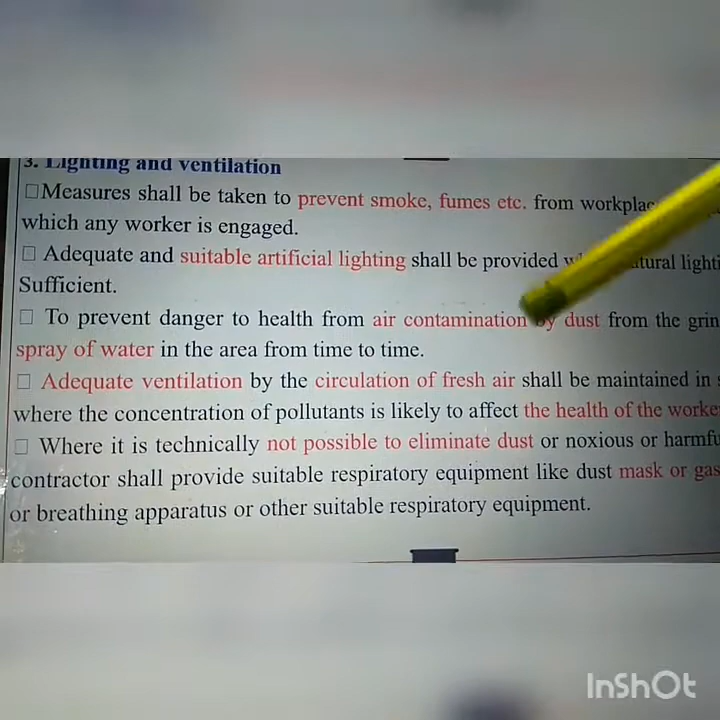 3. Lighting and ventilation
□Measures shall be taken to prevent smoke, fumes etc. from
which any worker is engaged.
□ Adequate and suitable artificial lighting shall be provided
Sufficient.
□ To prevent danger to health from air contamination by dust from the
spray of water in the area from time to time.
□ Adequate ventilation by the circulation of fresh air shall be maintained in
where the concentration of pollutants is likely to affect the health of the
□ Where it is technically not possible to eliminate dust or noxious or
contractor shall provide suitable respiratory equipment like dust mask or
or breathing apparatus or other suitable respiratory equipment.
InShOt